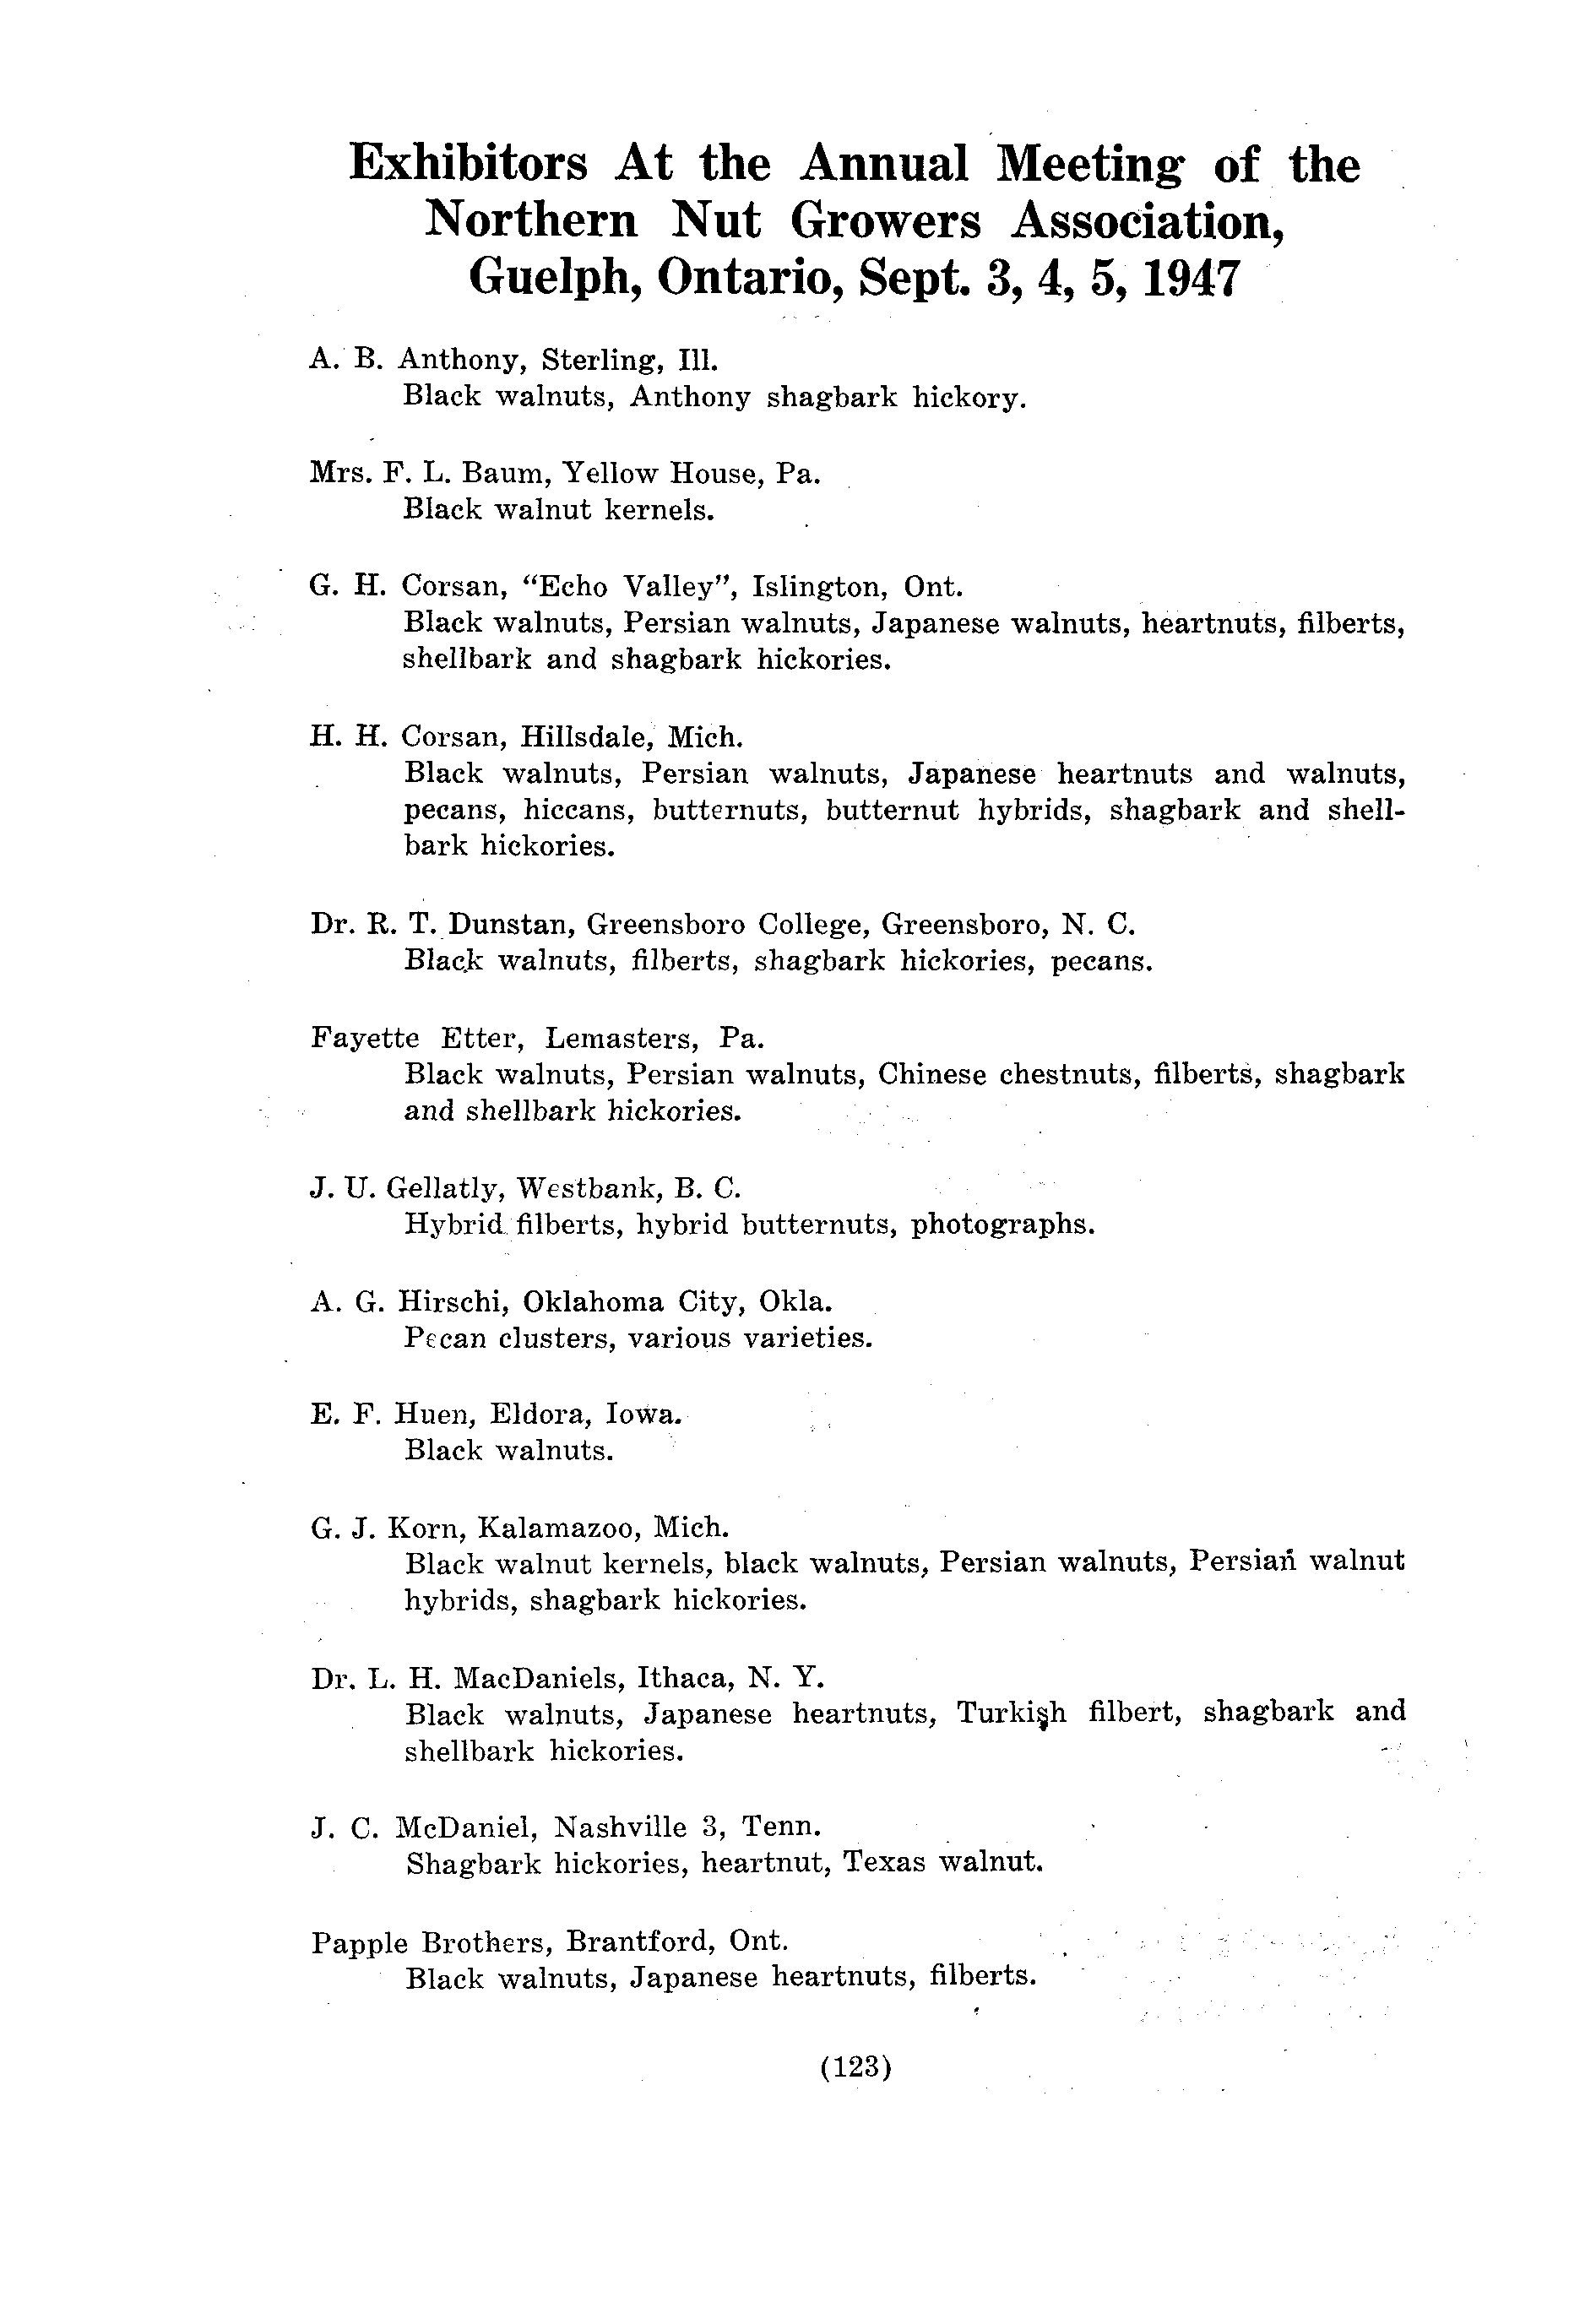 Exhibitors At the Annual Meeting of the
Northern Nut Growers Association,
Guelph, Ontario, Sept. 3, 4, 5, 1947
A. B. Anthony, Sterling, Ill.
Black walnuts, Anthony shagbark hickory.
Mrs. F. L. Baum, Yellow House, Pa.
Black walnut kernels.
G. H. Corsan, “Echo Valley”, Islington, Ont.
Black walnuts, Persian walnuts, Japanese walnuts, heartnuts, filberts,
shellbark and shagbark hickories.
H. H. Corsan, Hillsdale, Mich.
Black walnuts, Persian walnuts, Japanese heartnuts and walnuts,
pecans, hiccans, butternuts, butternut hybrids, shagbark and shell-
bark hickories.
Dr. R. T. Dunstan, Greensboro College, Greensboro, N. C.
Black walnuts, filberts, shagbark hickories, pecans.
Fayette Etter, Lemasters, Pa.
Black walnuts, Persian walnuts, Chinese chestnuts, filberts, shagbark
and shellbark hickories.
J. U. Gellatly, Westbank, B. C.
Hybrid filberts, hybrid butternuts, photographs.
A. G. Hirschi, Oklahoma City, Okla.
Pecan clusters, various varieties.
E. F. Huen, Eldora, Iowa.
Black walnuts.
G. J. Korn, Kalamazoo, Mich.
Black walnut kernels, black walnuts, Persian walnuts, Persian walnut
hybrids, shagbark hickories.
Dr. L. H. MacDaniels, Ithaca, N. Y.
Black walnuts, Japanese heartnuts, Turkish filbert, shagbark and
shellbark hickories.
J. C. McDaniel, Nashville 3, Tenn.
Shagbark hickories, heartnut, Texas walnut.
Papple Brothers, Brantford, Ont.
Black walnuts, Japanese heartnuts, filberts.
(123)